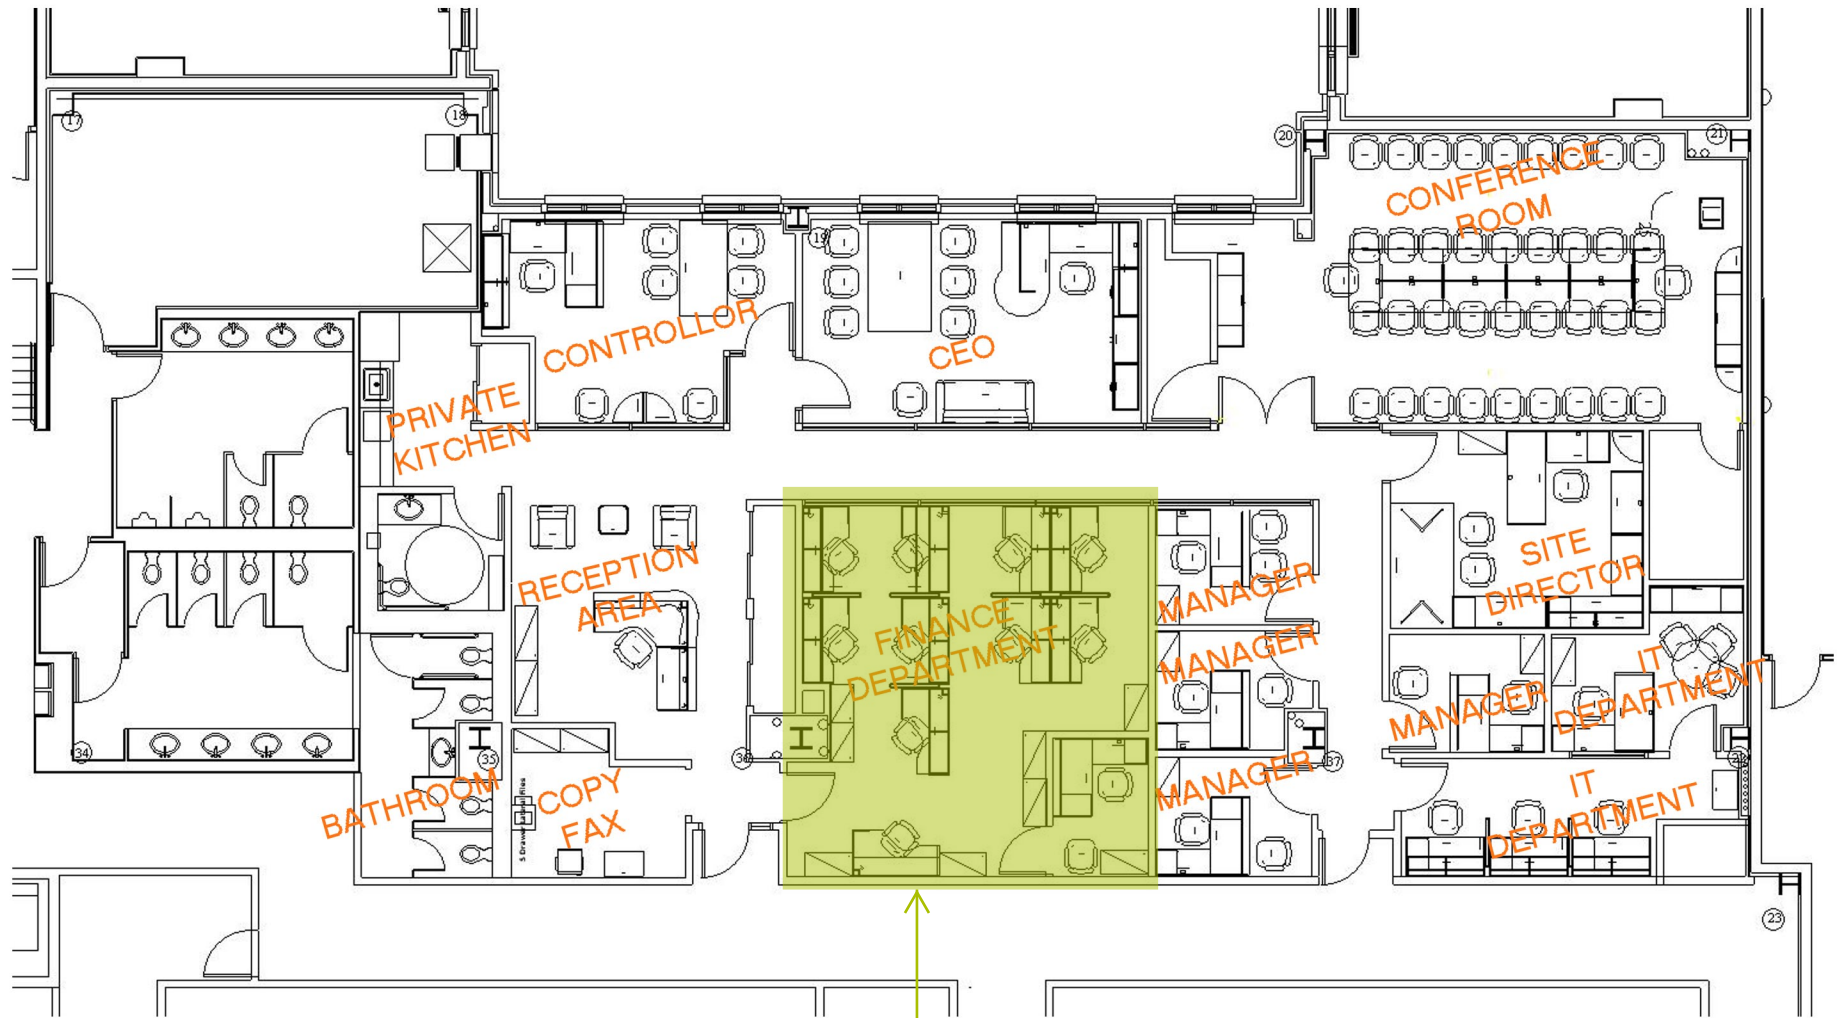 17
18
20
21
CONFERENCE
ROOM
19
CONTROLLOR
CEO
PRIVATE
KITCHEN
RECEPTION
AREA
FINANCE
DEPARTMENT
MANAGER
MANAGER
MANAGER
SITE
DIRECTOR
MANAGER
IT
DEPARTMENT
IT
DEPARTMENT
34
35
36
37
BATHROOM
COPY
FAX
23